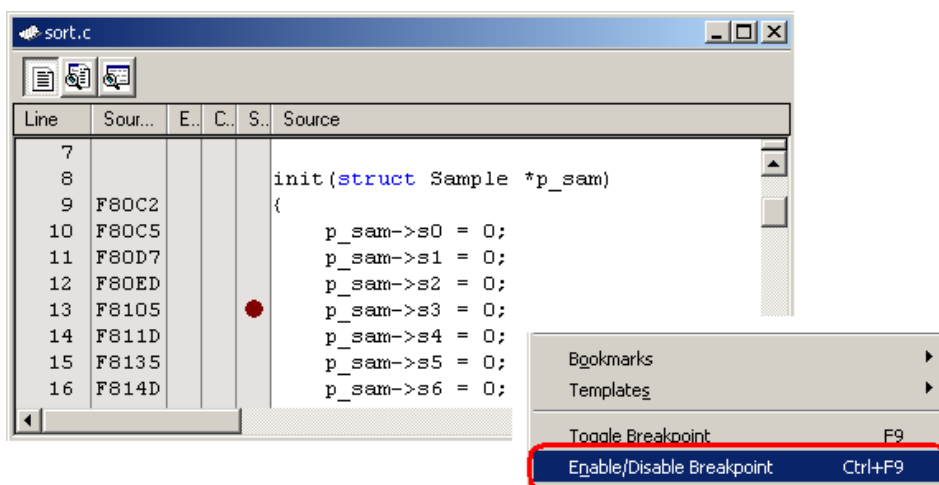 sort.c
Line Sour... E.. C.. S.. Source
7
8 init(struct Sample *p_sam)
9 F80C2 {
10 F80C5 p_sam->s0 = 0;
11 F80D7 p_sam->s1 = 0;
12 F80ED p_sam->s2 = 0;
13 F8105 p_sam->s3 = 0;
14 F811D p_sam->s4 = 0;
15 F8135 p_sam->s5 = 0;
16 F814D p_sam->s6 = 0;
Bookmarks
Templates
Toggle Breakpoint F9
Enable/Disable Breakpoint Ctrl+F9